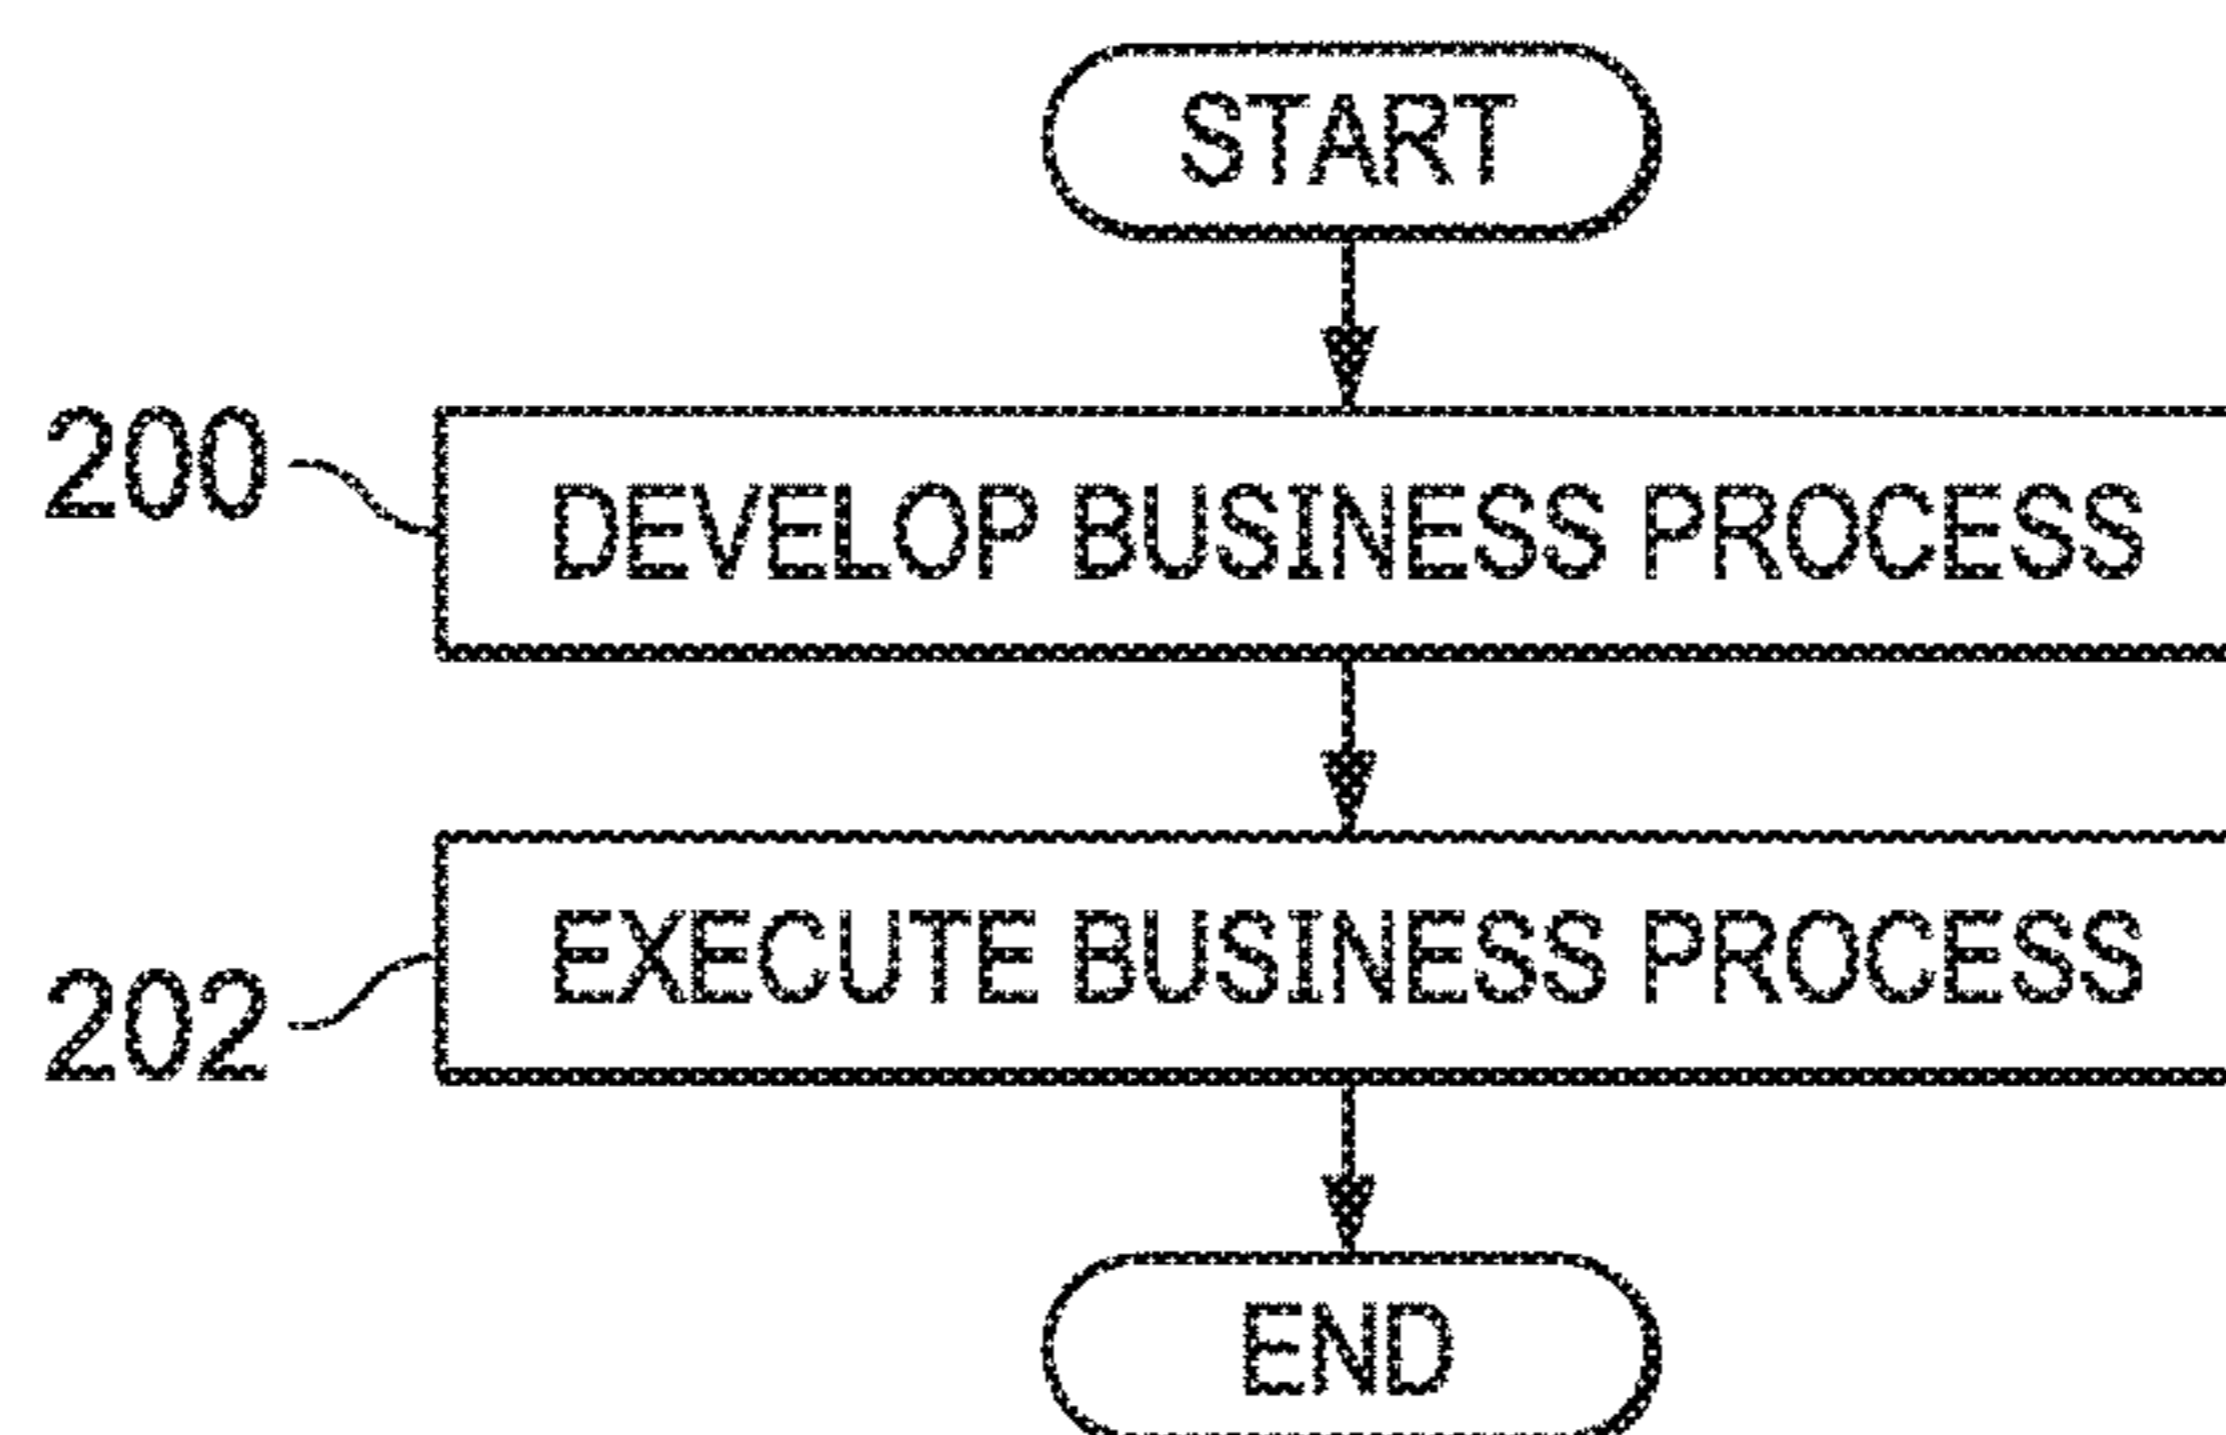 START
200
DEVELOP BUSINESS PROCESS
EXECUTE BUSINESS PROCESS
202
END